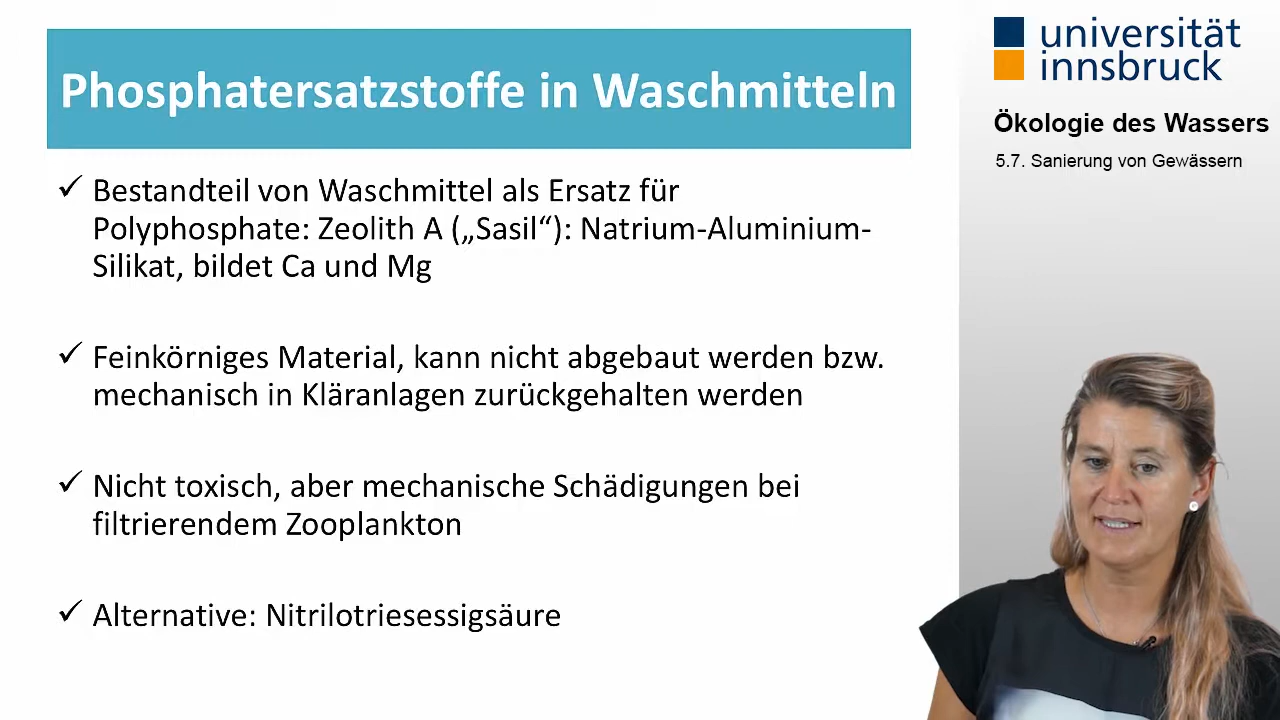 Phosphatersatzstoffe in Waschmitteln
✓ Bestandteil von Waschmittel als Ersatz für
Polyphosphate: Zeolith A („Sasil“): Natrium-Aluminium-
Silikat, bildet Ca und Mg
✓ Feinkörniges Material, kann nicht abgebaut werden bzw.
mechanisch in Kläranlagen zurückgehalten werden
✓ Nicht toxisch, aber mechanische Schädigungen bei
filtrierendem Zooplankton
✓ Alternative: Nitrilotriesessigsäure
universität
innsbruck
Ökologie des Wassers
5.7. Sanierung von Gewässern